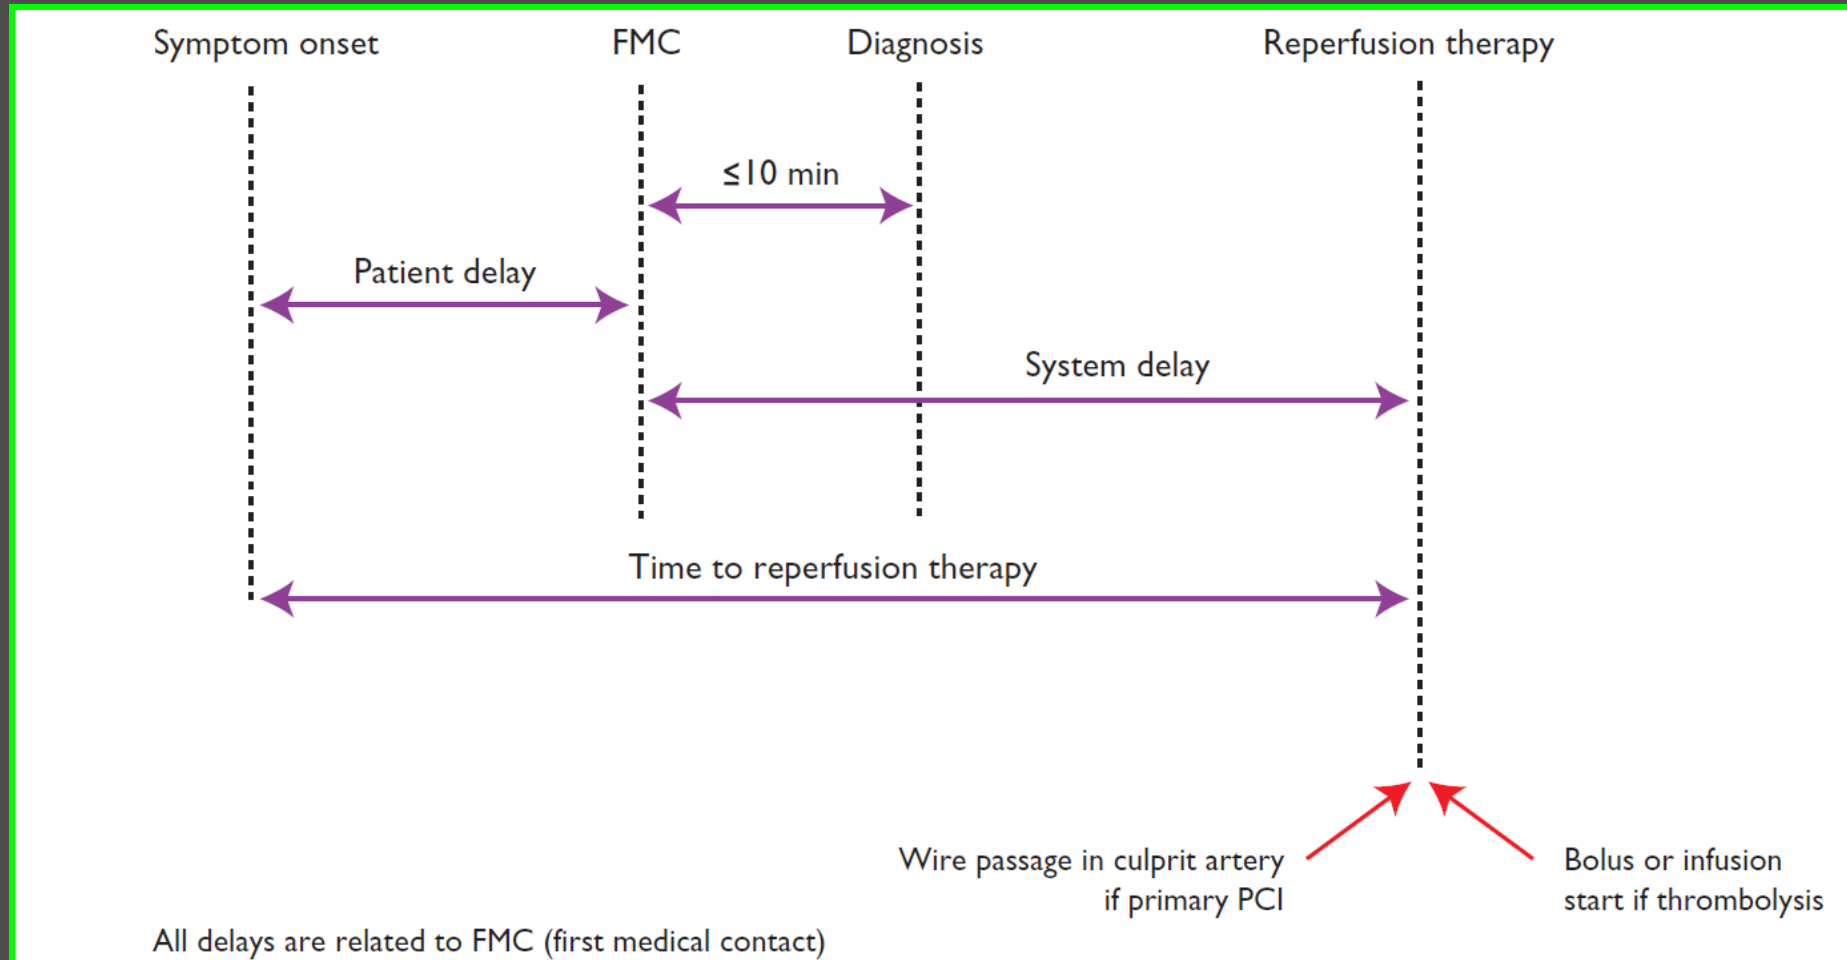 Symptom onset
FMC
Diagnosis
Reperfusion therapy
≤10 min
Patient delay
System delay
Time to reperfusion therapy
Wire passage in culprit artery
if primary PCI
Bolus or infusion
start if thrombolysis
All delays are related to FMC (first medical contact)